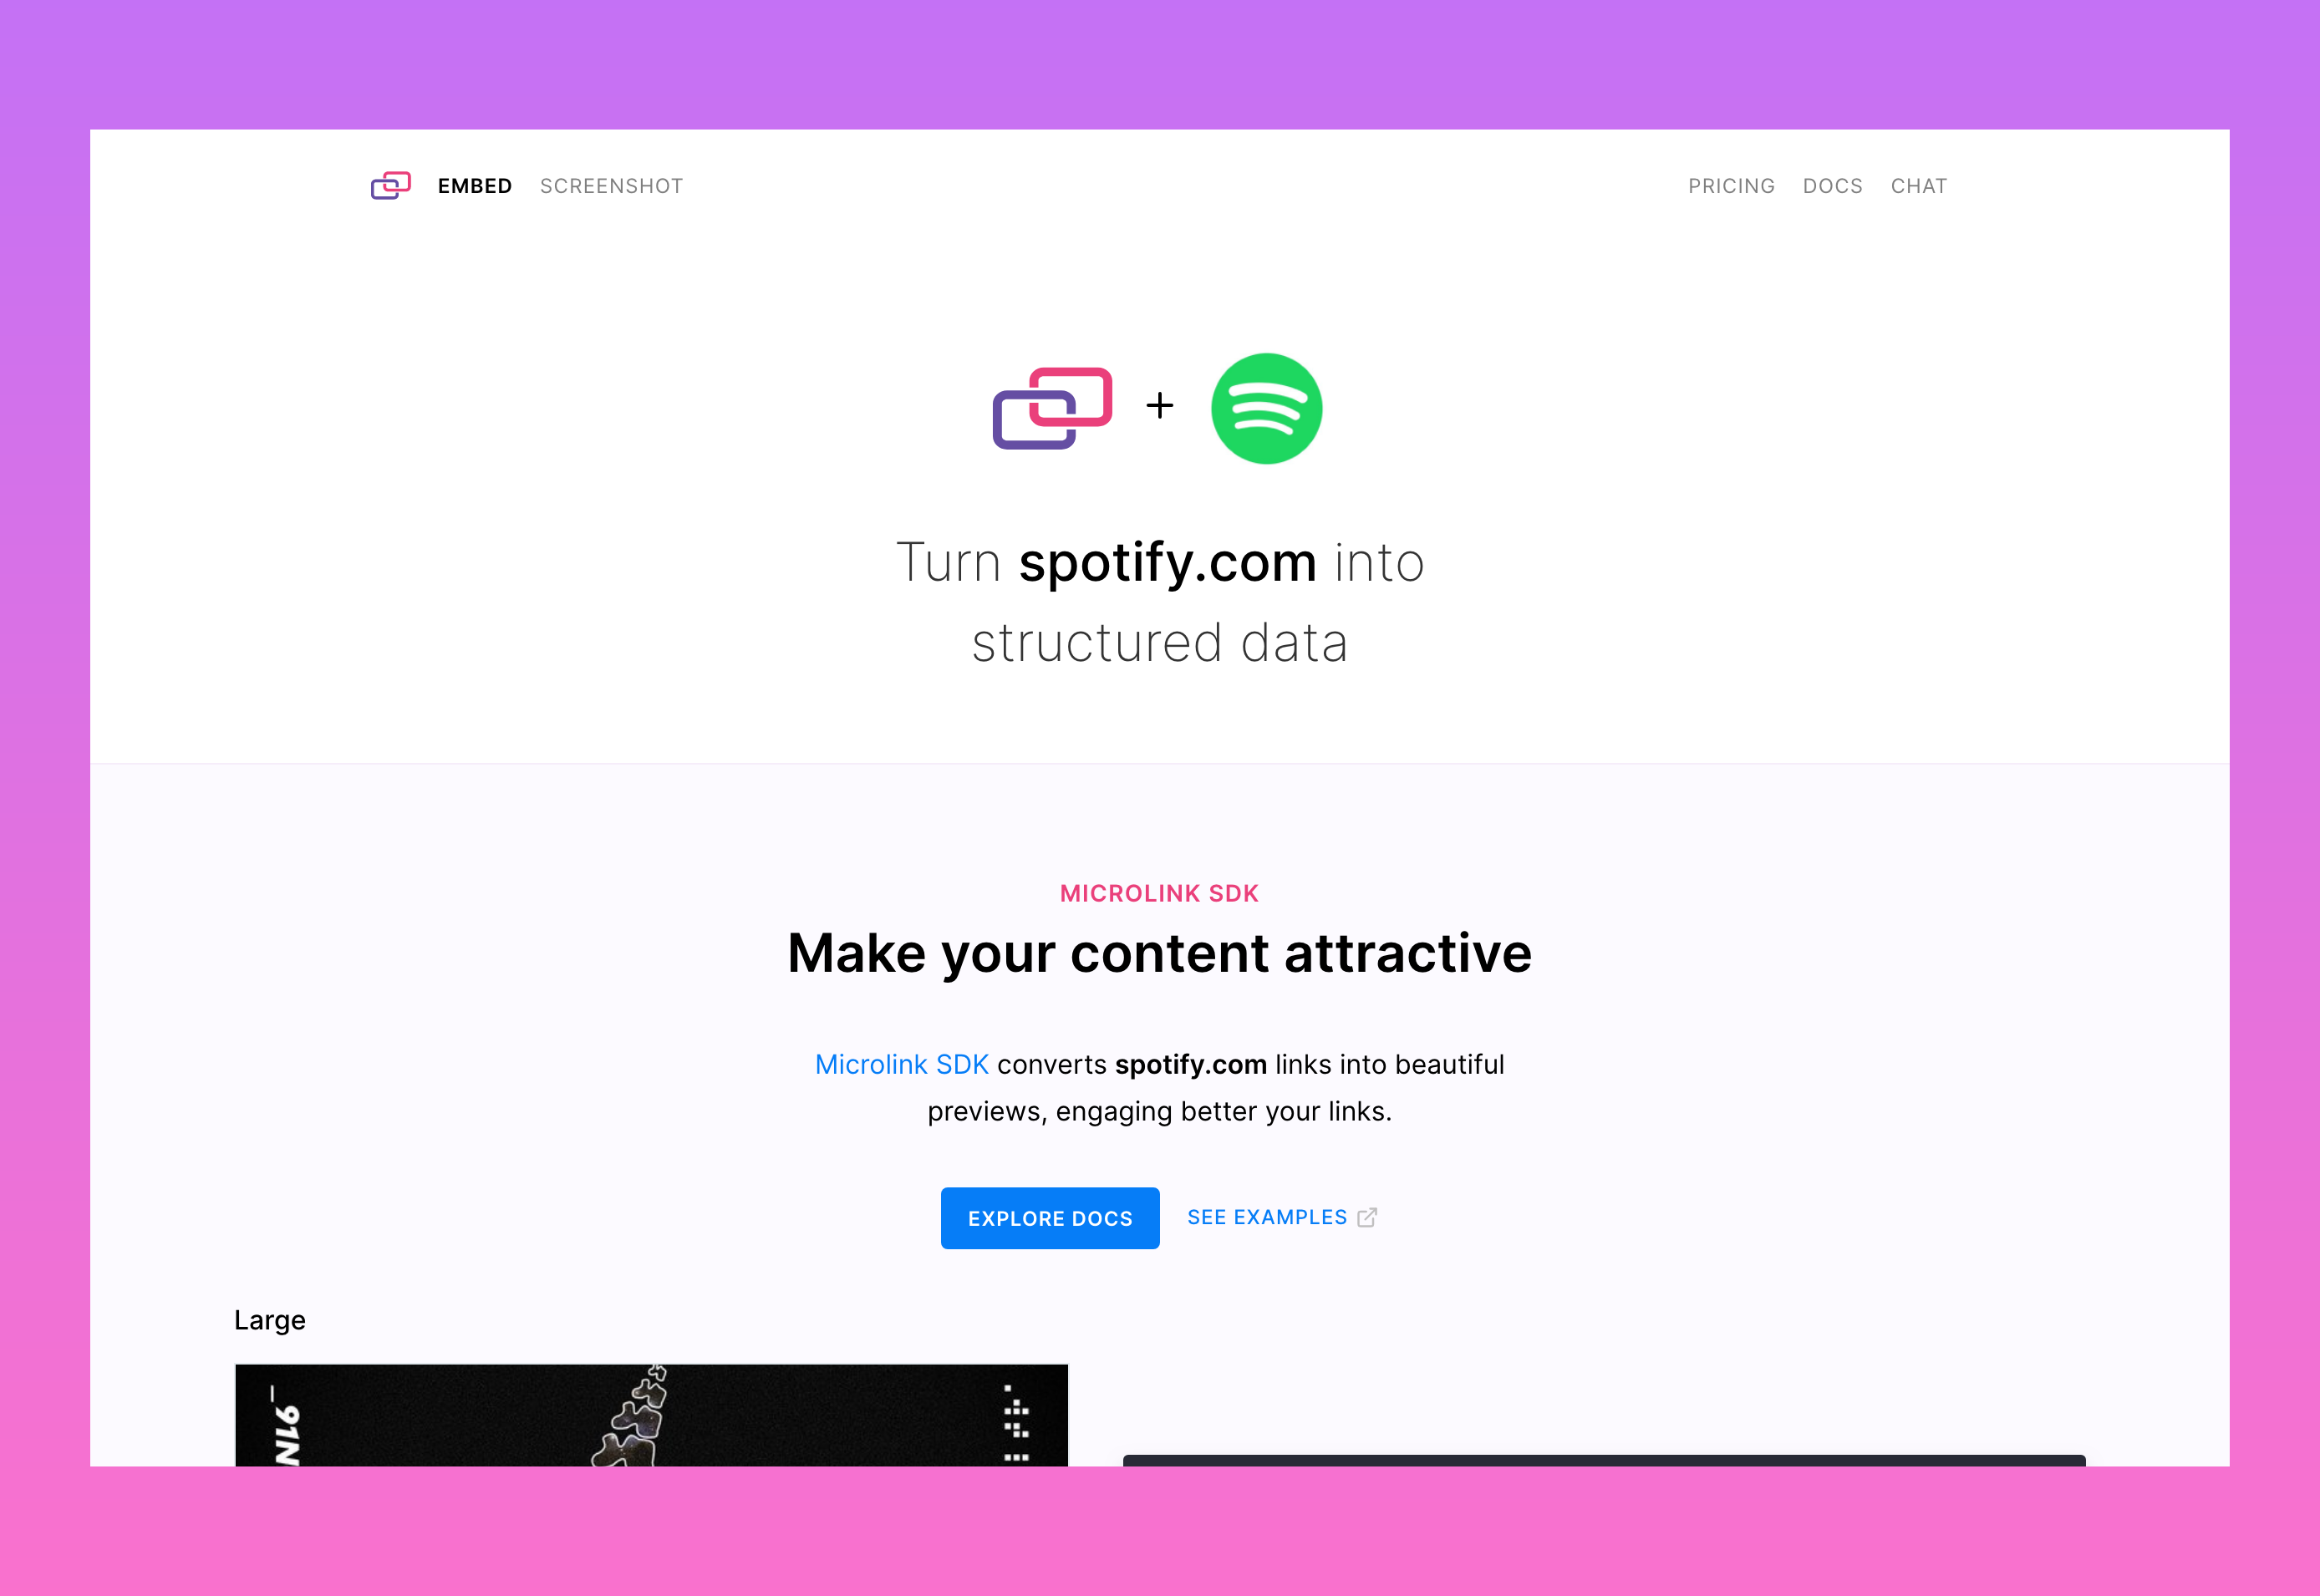 EMBED SCREENSHOT PRICING DOCS CHAT
+
Turn spotify.com into
structured data
MICROLINK SDK
Make your content attractive
Microlink SDK converts spotify.com links into beautiful
previews, engaging better your links.
EXPLORE DOCS SEE EXAMPLES
Large